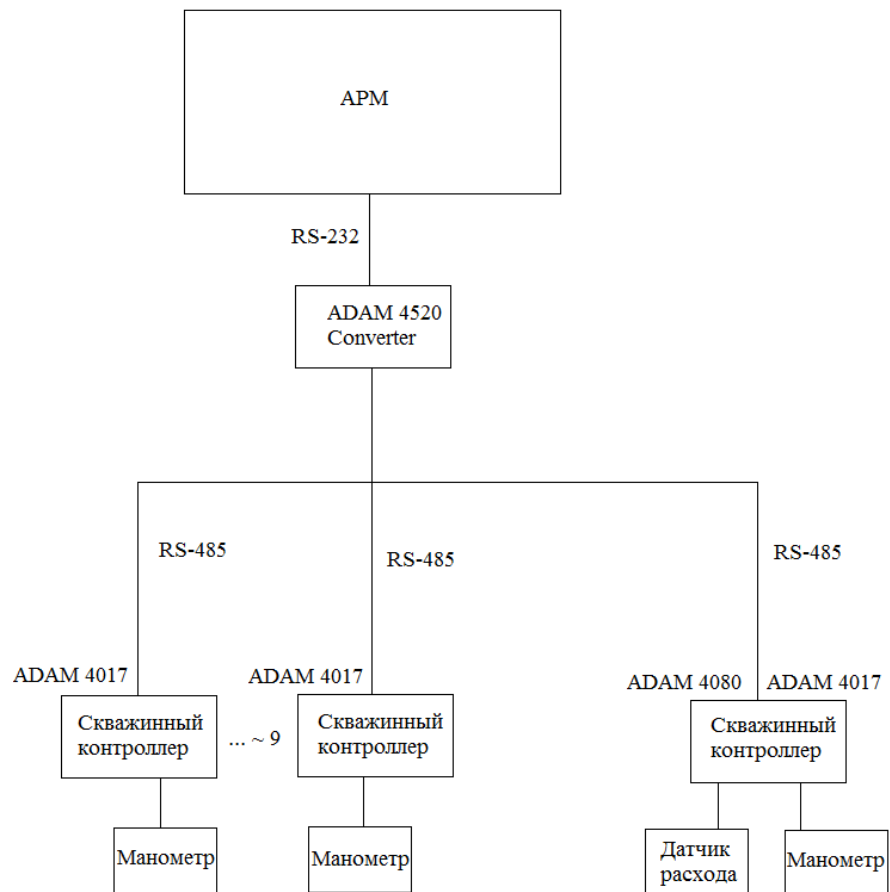 АРМ
RS-232
ADAM 4520
Converter
RS-485
RS-485
RS-485
ADAM 4017
ADAM 4017
ADAM 4080
ADAM 4017
Скважинный
контроллер
... ~ 9
Скважинный
контроллер
Скважинный
контроллер
Манометр
Манометр
Датчик
расхода
Манометр